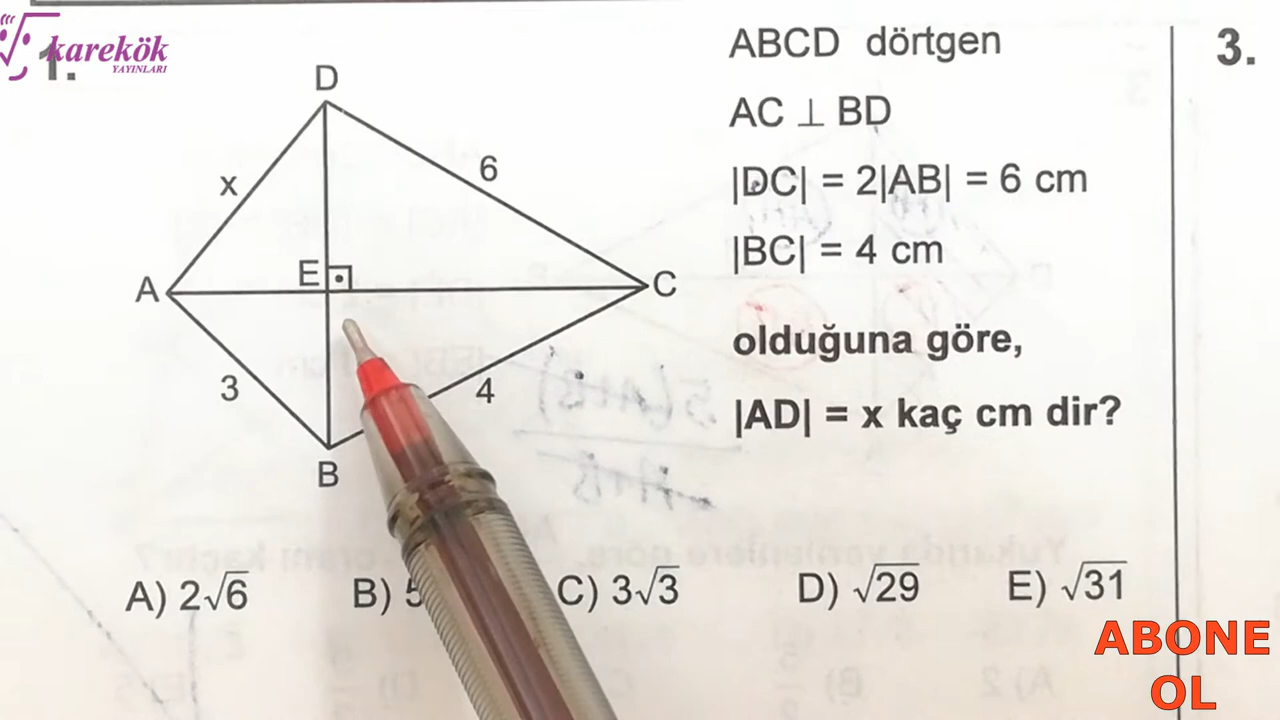 karekök
YAYINLARI
1.
D
x
6
E
A
C
3
4
B
ABCD dörtgen
AC ⊥ BD
|DC| = 2|AB| = 6 cm
|BC| = 4 cm
olduğuna göre,
|AD| = x kaç cm dir?
A) 2√6 B) 5 C) 3√3 D) √29 E) √31
3.
ABONE
OL